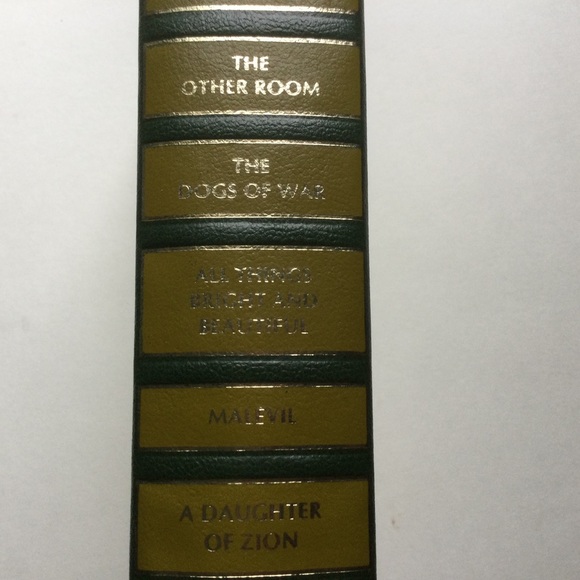 THE
OTHER ROOM
THE
DOGS OF WAR
ALL THINGS
BRIGHT AND
BEAUTIFUL
MALEVIL
A DAUGHTER
OF ZION